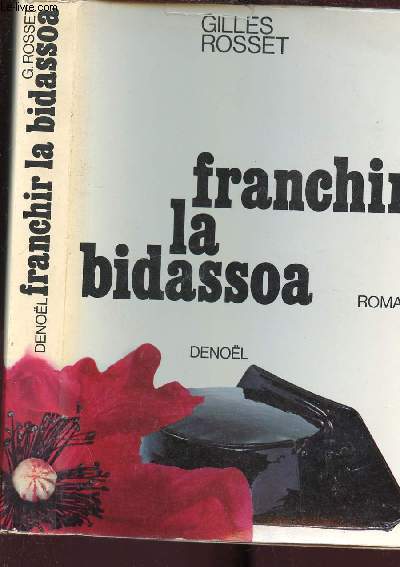 GILLES
ROSSET
franchir
la
bidassoa
ROMA
DENOËL
G.ROSSET
franchir la bidassoa
DENOËL